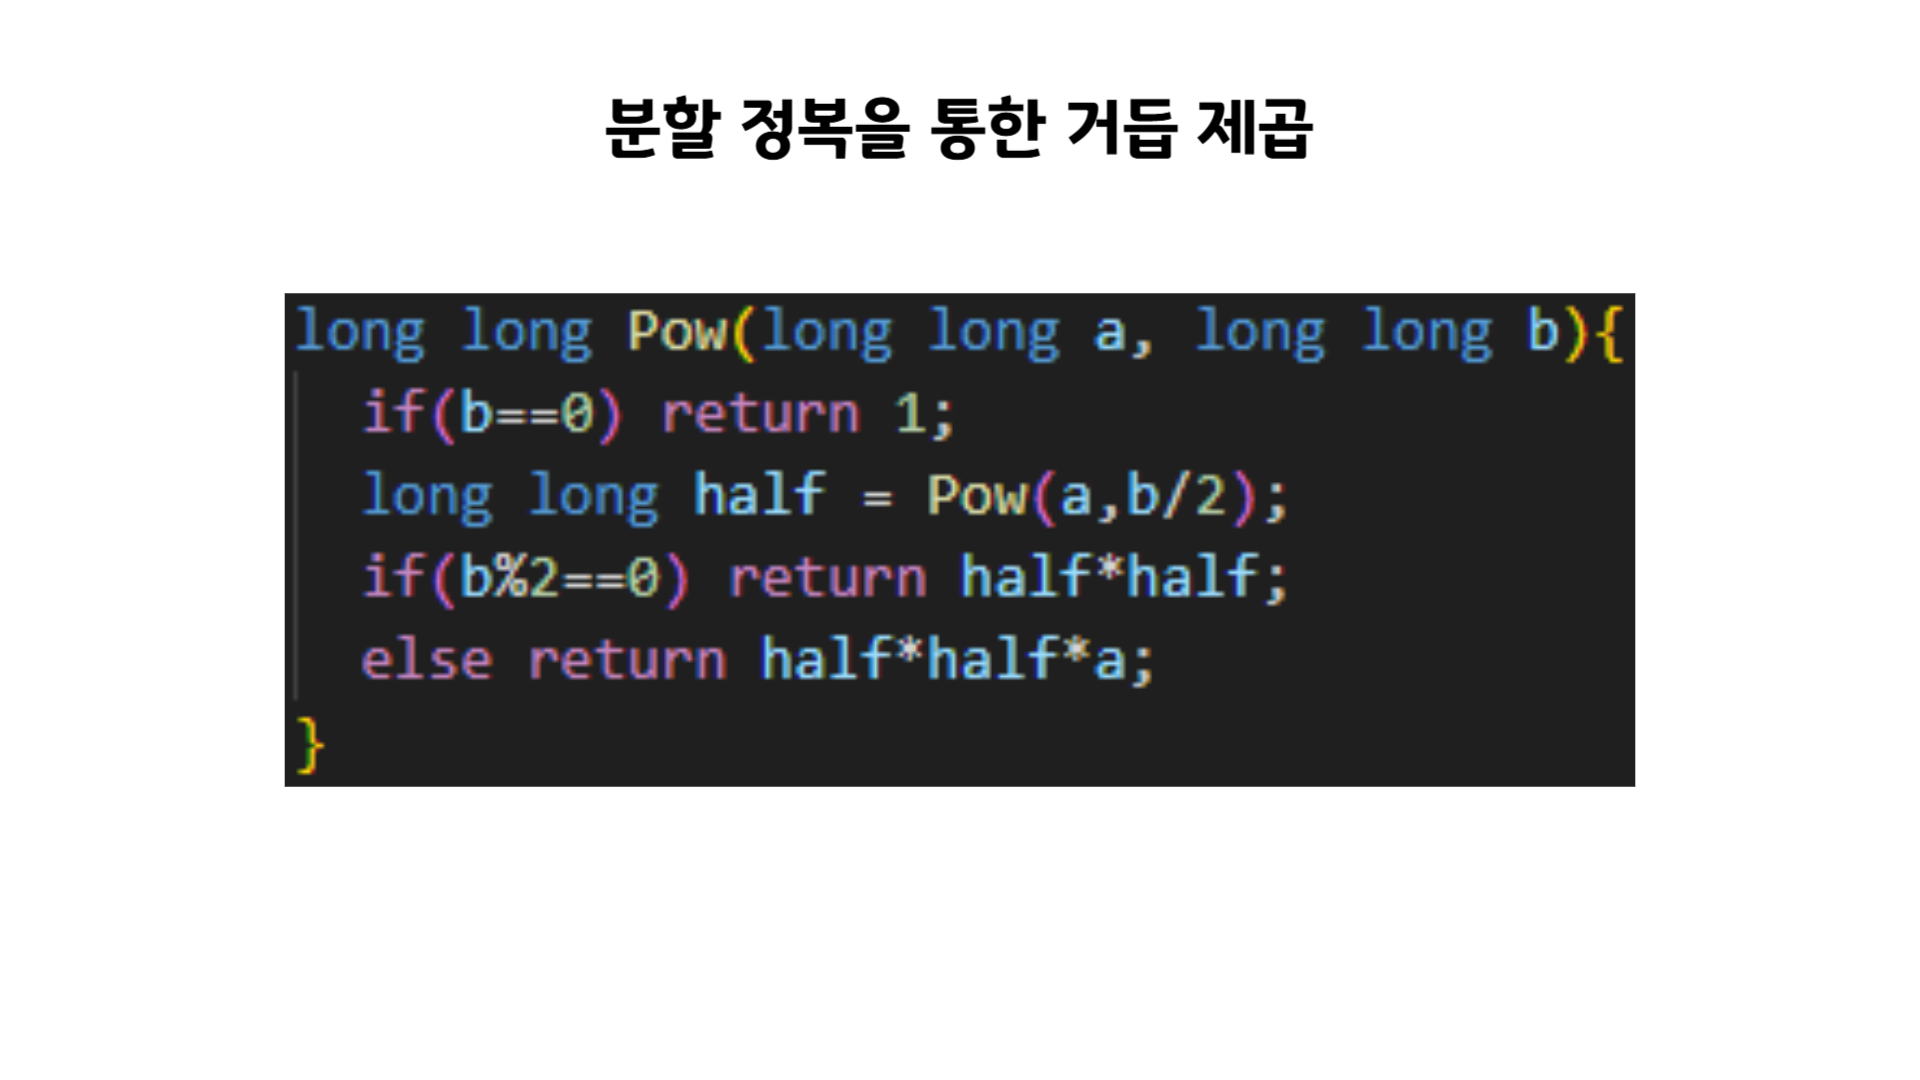 분할 정복을 통한 거듭 제곱
long long Pow(long long a, long long b){
if(b==0) return 1;
long long half = Pow(a,b/2);
if(b%2==0) return half*half;
else return half*half*a;
}